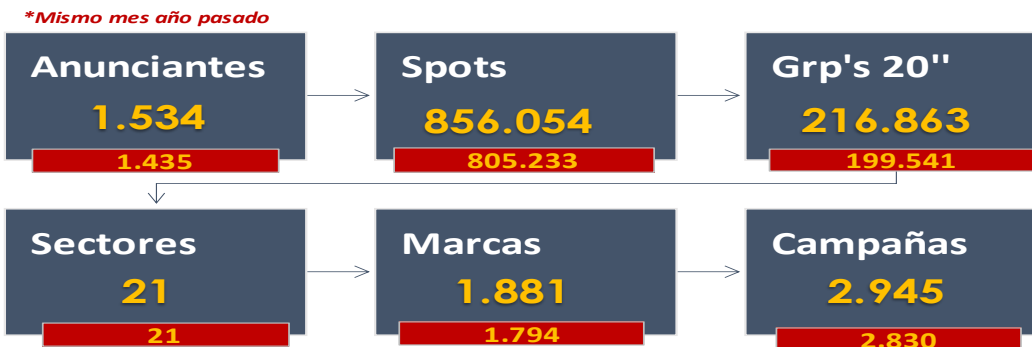 *Mismo mes año pasado
Anunciantes
1.534
1.435
Spots
856.054
805.233
Grp's 20''
216.863
199.541
Sectores
21
21
Marcas
1.881
1.794
Campañas
2.945
2.830